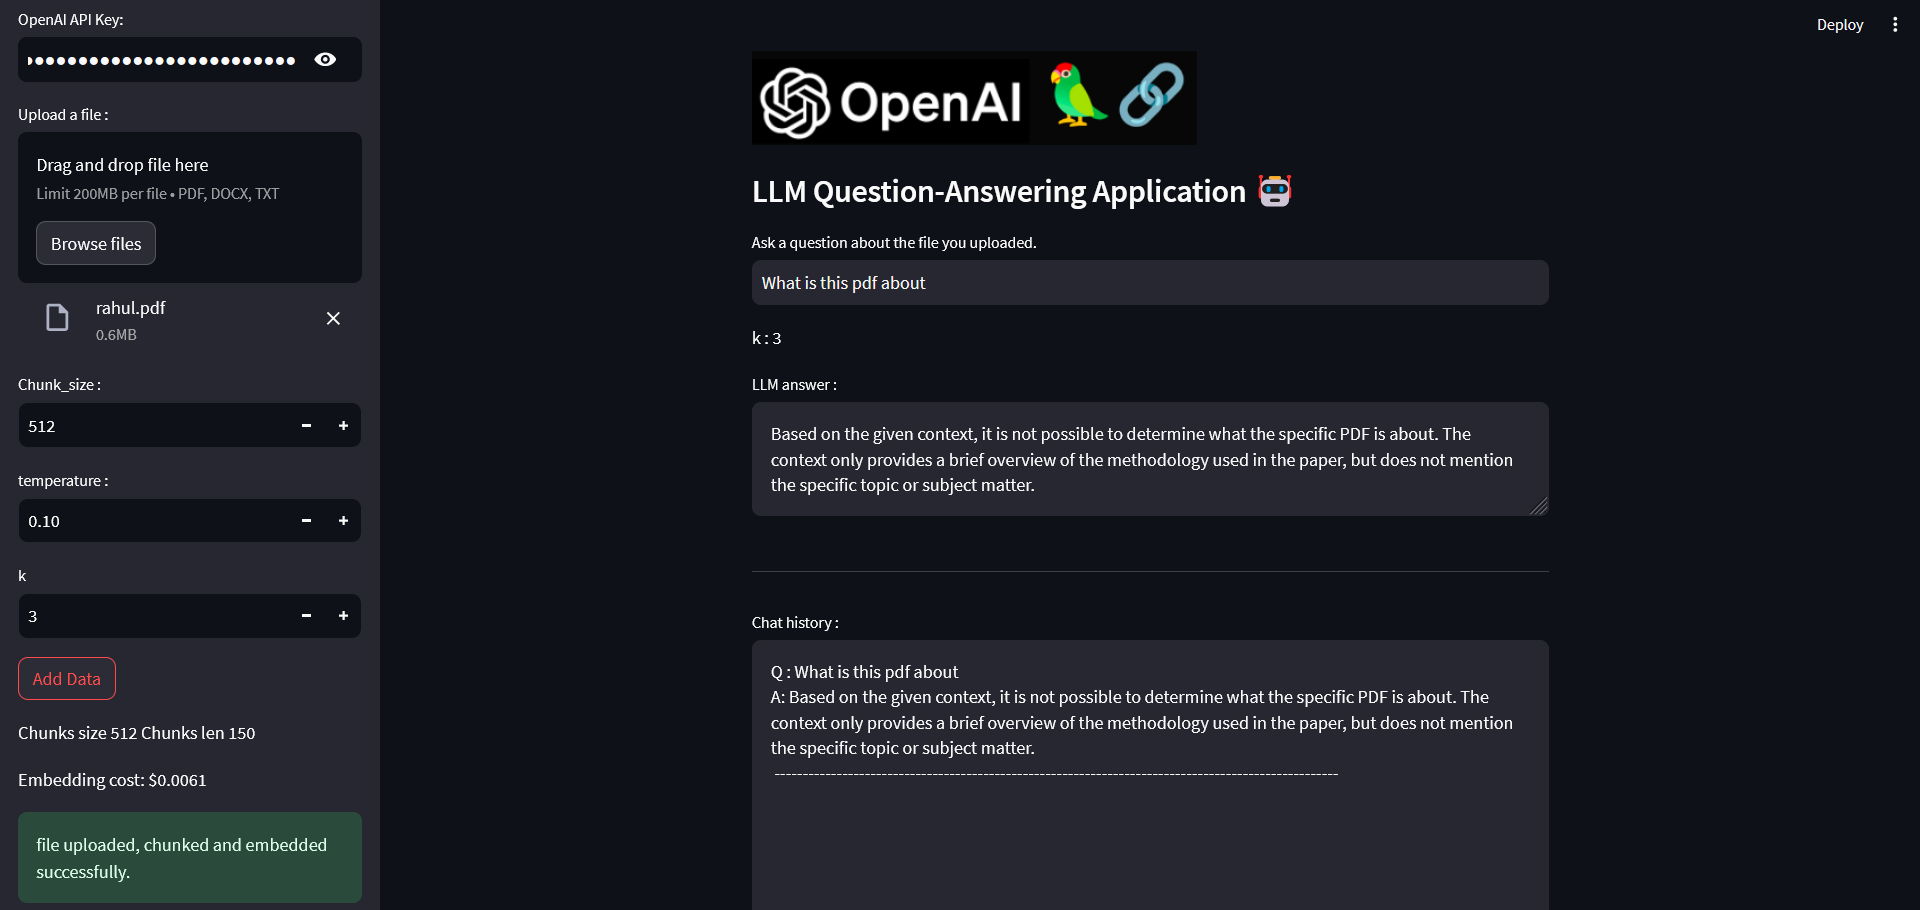 OpenAI API Key:
Upload a file :
Drag and drop file here
Limit 200MB per file • PDF, DOCX, TXT
Browse files
rahul.pdf
0.6MB
Chunk_size :
512
temperature :
0.10
k
3
Add Data
Chunks size 512 Chunks len 150
Embedding cost: $0.0061
file uploaded, chunked and embedded
successfully.
Deploy
OpenAI
LLM Question-Answering Application
Ask a question about the file you uploaded.
What is this pdf about
k : 3
LLM answer :
Based on the given context, it is not possible to determine what the specific PDF is about. The
context only provides a brief overview of the methodology used in the paper, but does not mention
the specific topic or subject matter.
Chat history :
Q : What is this pdf about
A: Based on the given context, it is not possible to determine what the specific PDF is about. The
context only provides a brief overview of the methodology used in the paper, but does not mention
the specific topic or subject matter.
----------------------------------------------------------------------------------------------------